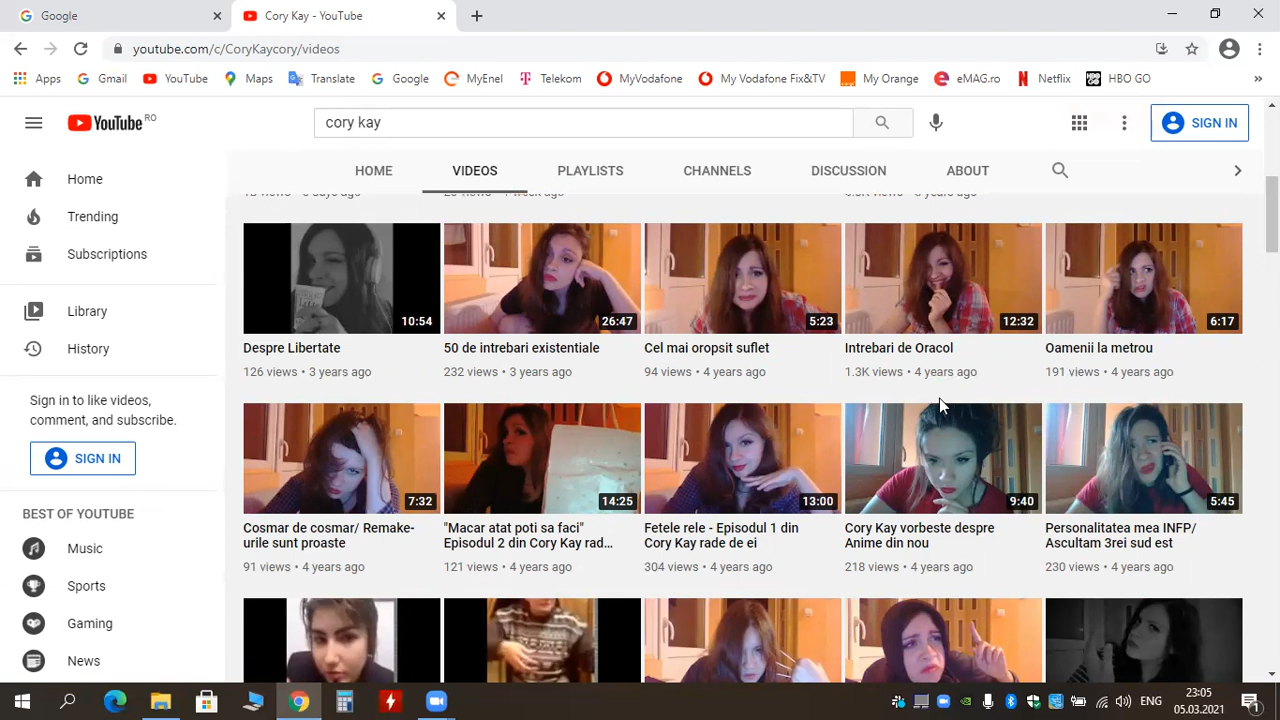 Google
Cory Kay - YouTube
youtube.com/c/CoryKaycory/videos
Apps Gmail YouTube Maps Translate Google MyEnel Telekom MyVodafone My Vodafone Fix&TV My Orange eMAG.ro Netflix HBO GO »
YouTube RO
cory kay
SIGN IN
HOME VIDEOS PLAYLISTS CHANNELS DISCUSSION ABOUT
Home
Trending
Subscriptions
Library
History
Sign in to like videos,
comment, and subscribe.
SIGN IN
BEST OF YOUTUBE
Music
Sports
Gaming
News
10:54
Despre Libertate
126 views • 3 years ago
26:47
50 de intrebari existentiale
232 views • 3 years ago
5:23
Cel mai oropsit suflet
94 views • 4 years ago
12:32
Intrebari de Oracol
1.3K views • 4 years ago
6:17
Oamenii la metrou
191 views • 4 years ago
7:32
Cosmar de cosmar/ Remake-
urile sunt proaste
91 views • 4 years ago
14:25
"Macar atat poti sa faci"
Episodul 2 din Cory Kay rad...
121 views • 4 years ago
13:00
Fetele rele - Episodul 1 din
Cory Kay rade de ei
304 views • 4 years ago
9:40
Cory Kay vorbeste despre
Anime din nou
218 views • 4 years ago
5:45
Personalitatea mea INFP/
Ascultam 3rei sud est
230 views • 4 years ago
ENG
23:05
05.03.2021
1